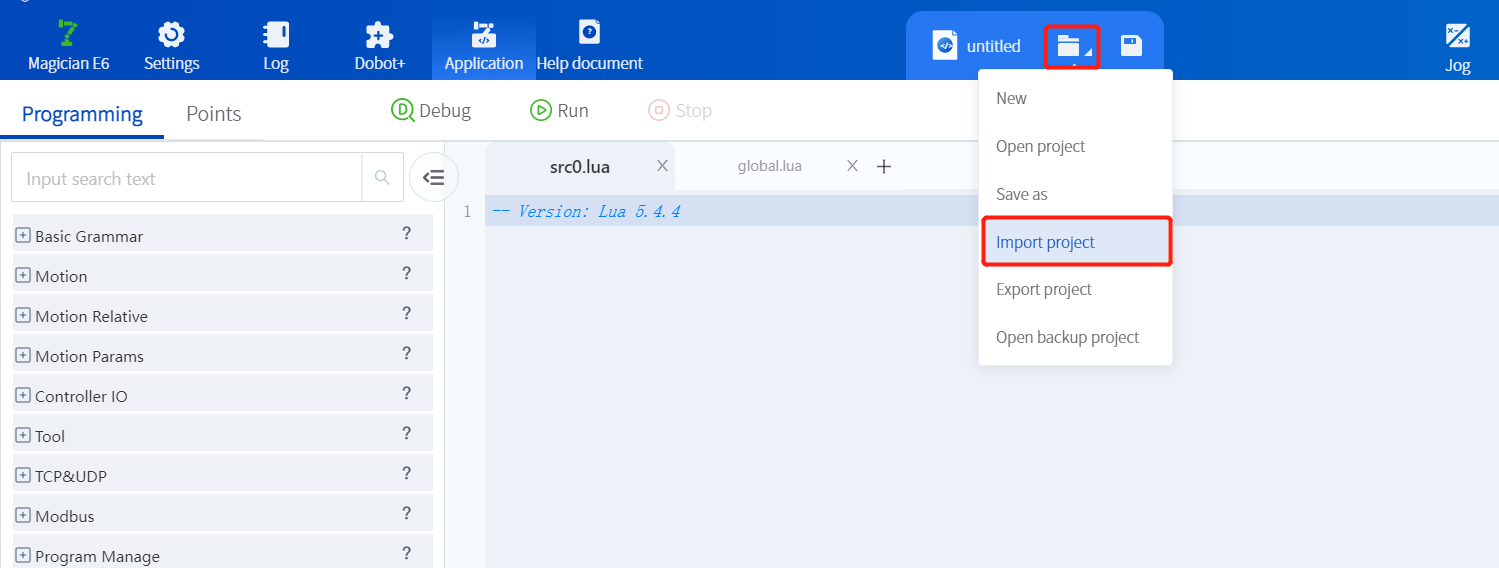 Magician E6
Settings
Log
Dobot+
Application
Help document
untitled
Jog
Programming
Points
Debug
Run
Stop
New
Open project
Save as
Import project
Export project
Open backup project
Input search text
src0.lua
global.lua
1
-- Version: Lua 5.4.4
Basic Grammar ?
Motion ?
Motion Relative ?
Motion Params ?
Controller IO ?
Tool ?
TCP&UDP ?
Modbus ?
Program Manage ?